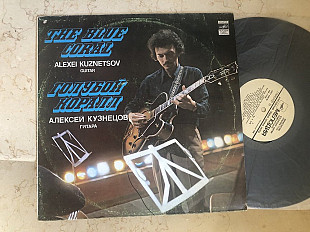 THE BLUE
CORAL
ALEXEI KUZNETSOV
GUITAR
ГОЛУБОЙ
КОРАЛЛ
АЛЕКСЕЙ КУЗНЕЦОВ
ГИТАРА